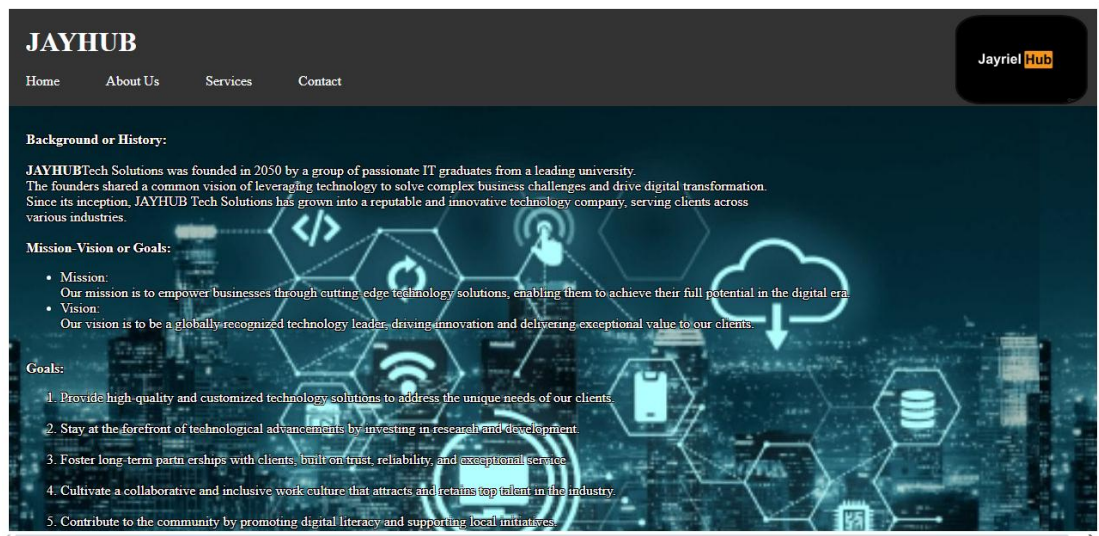 JAYHUB
Jayriel Hub
Home About Us Services Contact
Background or History:
JAYHUBTech Solutions was founded in 2050 by a group of passionate IT graduates from a leading university.
The founders shared a common vision of leveraging technology to solve complex business challenges and drive digital transformation.
Since its inception, JAYHUB Tech Solutions has grown into a reputable and innovative technology company, serving clients across
various industries.
Mission-Vision or Goals:
• Mission:
Our mission is to empower businesses through cutting edge technology solutions, enabling them to achieve their full potential in the digital era.
• Vision:
Our vision is to be a globally recognized technology leader, driving innovation and delivering exceptional value to our clients.
Goals:
1. Provide high-quality and customized technology solutions to address the unique needs of our clients.
2. Stay at the forefront of technological advancements by investing in research and development.
3. Foster long-term partn erships with clients, built on trust, reliability, and exceptional service
4. Cultivate a collaborative and inclusive work culture that attracts and retains top talent in the industry.
5. Contribute to the community by promoting digital literacy and supporting local initiatives.